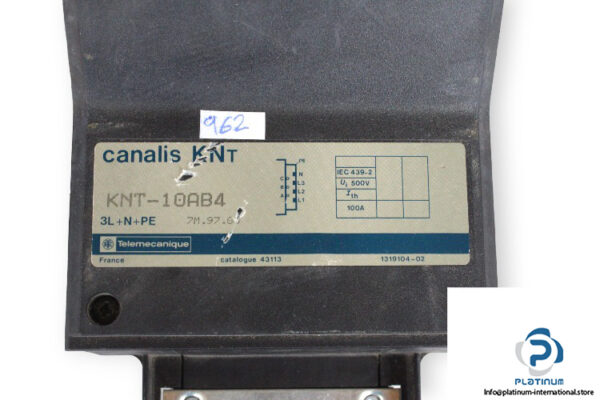 962
canalis KNT
KNT-10AB4
3L+N+PE
7M.97.6
PE
N
L3
L2
L1
IEC 439-2
Ui 500V
Ith
100A
Telemecanique
France
catalogue 43113
1319104-02
PLATINUM
Info@platinum-international.store